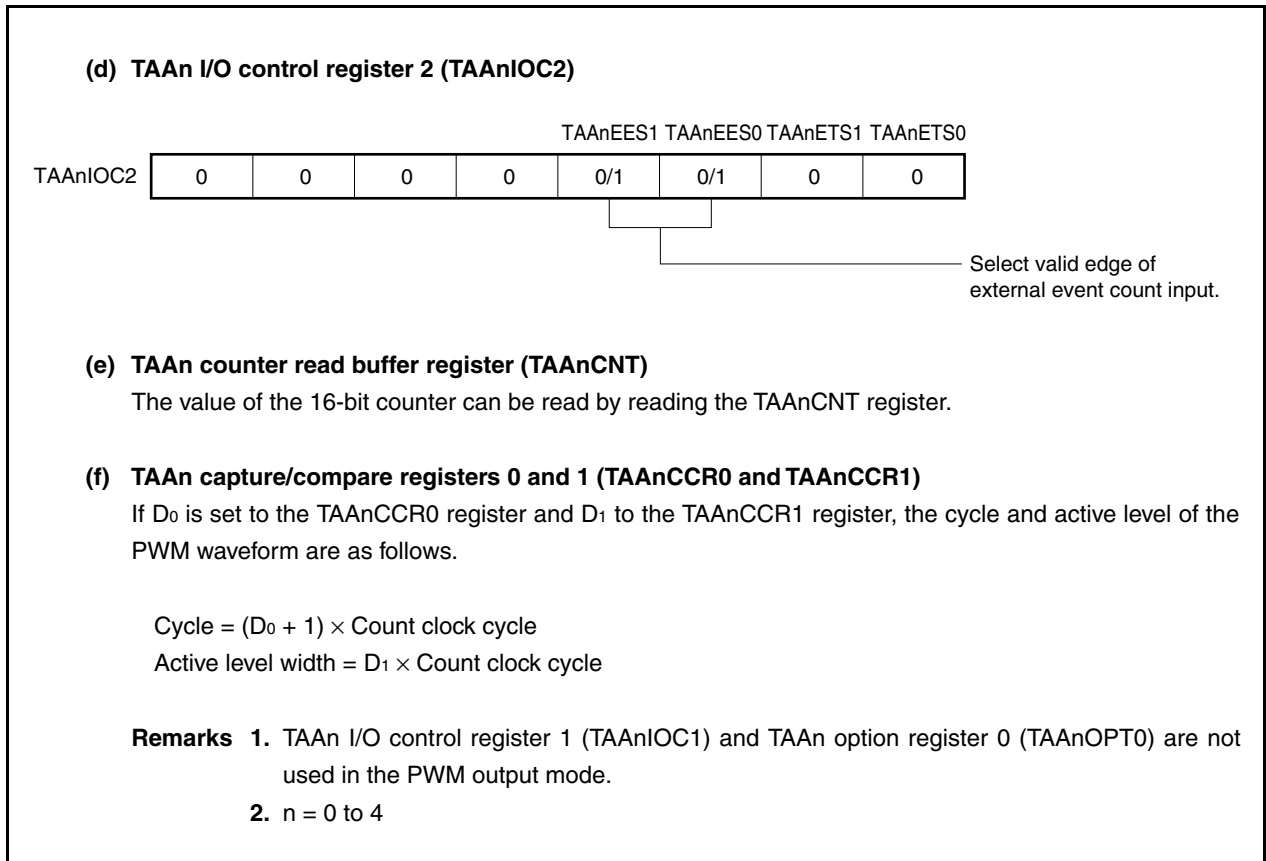 (d) TAAn I/O control register 2 (TAAnIOC2)
TAAnEES1 TAAnEES0 TAAnETS1 TAAnETS0
TAAnIOC2 0 0 0 0 0/1 0/1 0 0
Select valid edge of
external event count input.
(e) TAAn counter read buffer register (TAAnCNT)
The value of the 16-bit counter can be read by reading the TAAnCNT register.
(f) TAAn capture/compare registers 0 and 1 (TAAnCCR0 and TAAnCCR1)
If D0 is set to the TAAnCCR0 register and D1 to the TAAnCCR1 register, the cycle and active level of the
PWM waveform are as follows.
Cycle = (D0 + 1) × Count clock cycle
Active level width = D1 × Count clock cycle
Remarks 1. TAAn I/O control register 1 (TAAnIOC1) and TAAn option register 0 (TAAnOPT0) are not
used in the PWM output mode.
2. n = 0 to 4